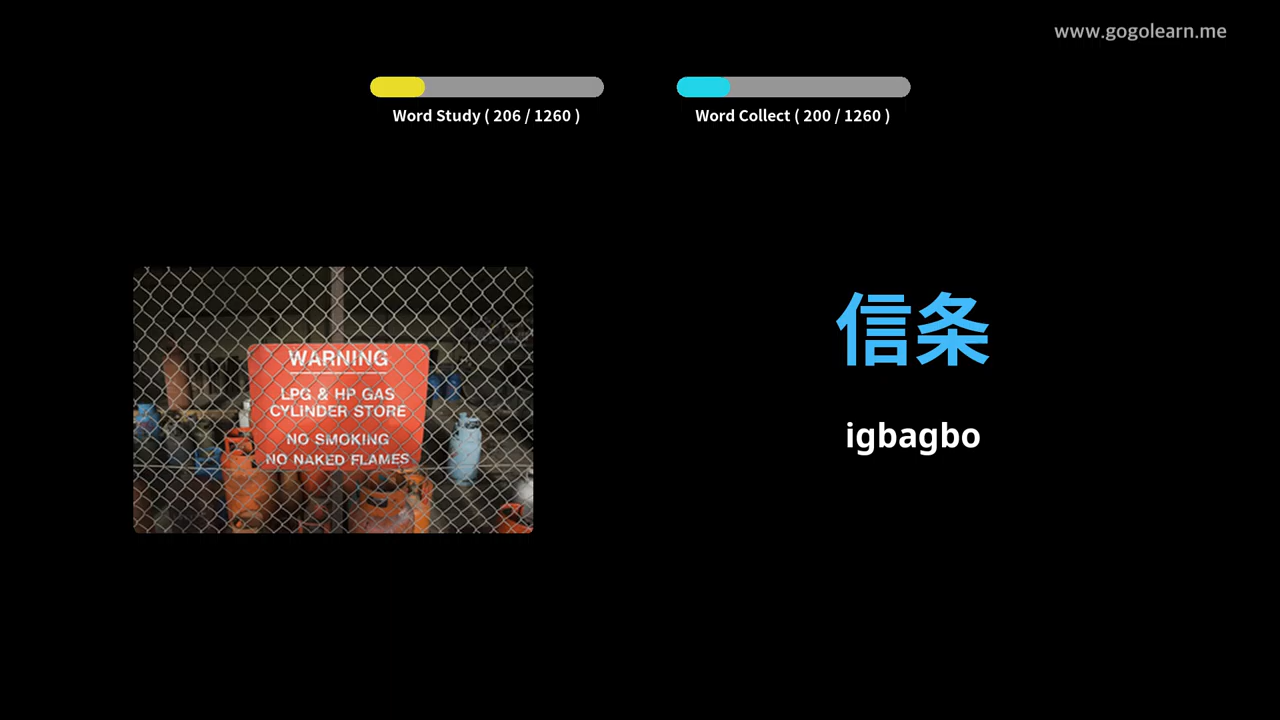 www.gogolearn.me
Word Study ( 206 / 1260 )
Word Collect ( 200 / 1260 )
WARNING
LPG & HP GAS
CYLINDER STORE
NO SMOKING
NO NAKED FLAMES
信条
igbagbo